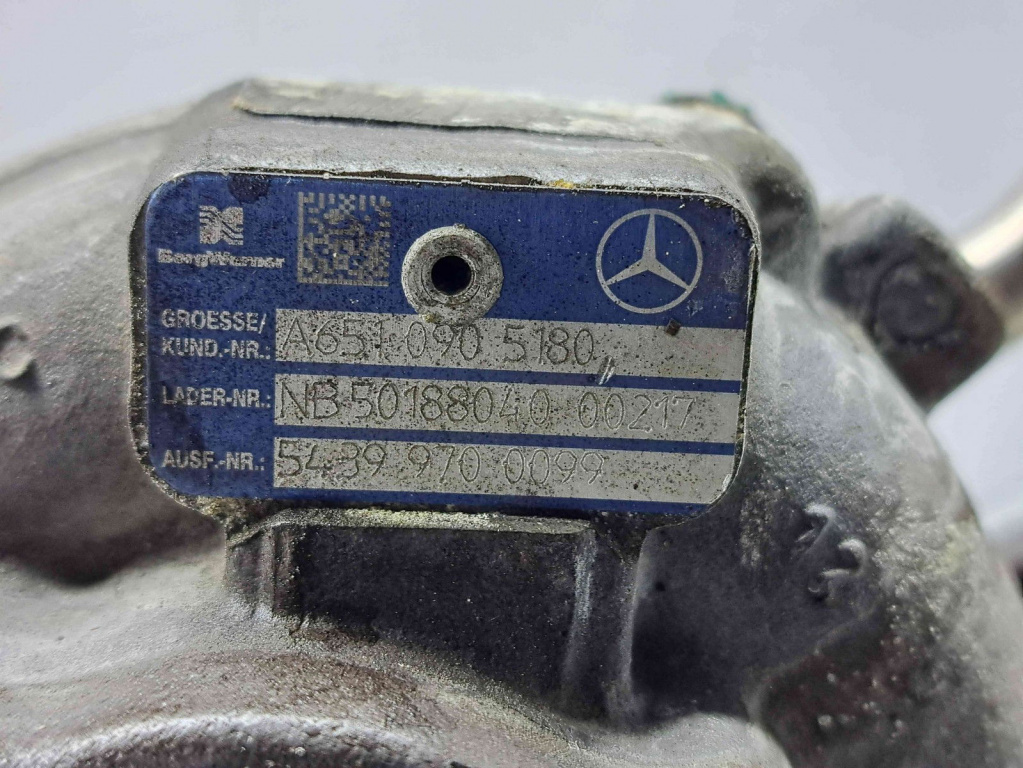 BorgWarner
GROESSE/
KUND.-NR.: A651 090 5180
LADER-NR.: NB 50188040 00217
AUSF.-NR.: 5439 970 0099